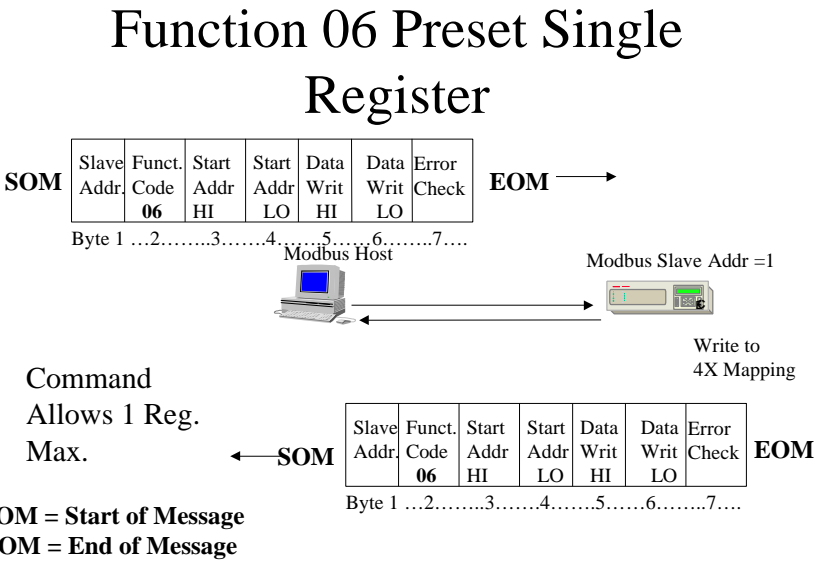 Function 06 Preset Single
Register
SOM
Slave Funct. Start Start Data Data Error
Addr. Code Addr Addr Writ Writ Check
06 HI LO HI LO
EOM
Byte 1 …2……..3…….4…….5……6……..7….
Modbus Host
Modbus Slave Addr =1
Write to
4X Mapping
Command
Allows 1 Reg.
Max.
SOM
Slave Funct. Start Start Data Data Error
Addr. Code Addr Addr Writ Writ Check
06 HI LO HI LO
EOM
Byte 1 …2……..3…….4…….5……6……..7….
OM = Start of Message
OM = End of Message